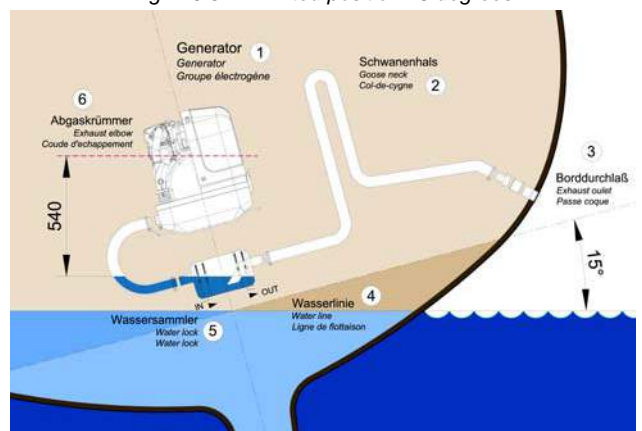 Generator
Generator
Groupe électrogéne
1
Schwanenhals
Goose neck
Col-de-cygne
2
6
Abgaskrümmer
Exhaust elbow
Coude d'echappement
3
Borddurchlaß
Exhaust oulet
Passe coque
540
15°
IN
OUT
Wasserlinie
Water line
Ligne de flottaison
4
Wassersammler
Water lock
Water lock
5